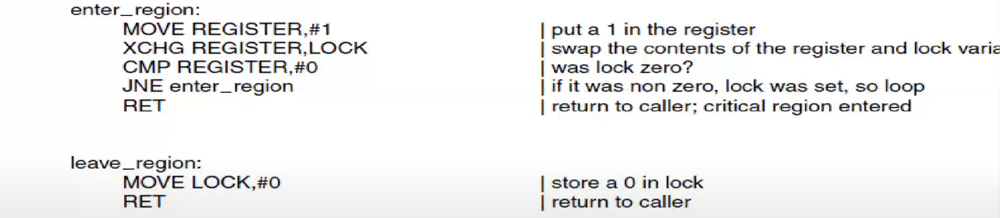 enter_region:
MOVE REGISTER,#1 | put a 1 in the register
XCHG REGISTER,LOCK | swap the contents of the register and lock varia
CMP REGISTER,#0 | was lock zero?
JNE enter_region | if it was non zero, lock was set, so loop
RET | return to caller; critical region entered
leave_region:
MOVE LOCK,#0 | store a 0 in lock
RET | return to caller